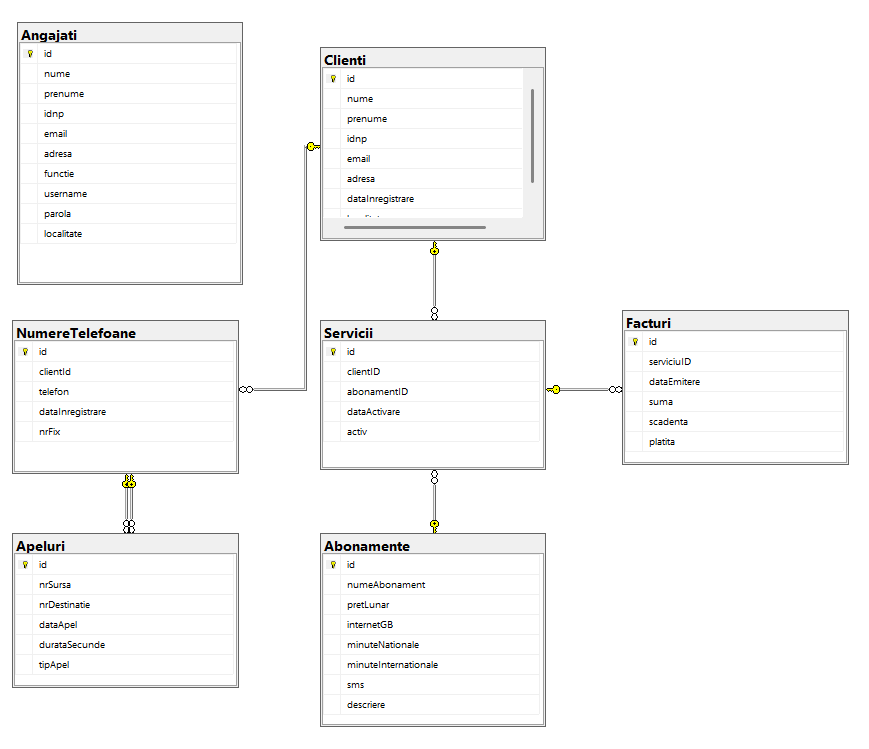 Angajati
id
nume
prenume
idnp
email
adresa
functie
username
parola
localitate
Clienti
id
nume
prenume
idnp
email
adresa
dataInregistrare
NumereTelefoane
id
clientId
telefon
dataInregistrare
nrFix
Servicii
id
clientID
abonamentID
dataActivare
activ
Facturi
id
serviciuID
dataEmitere
suma
scadenta
platita
Apeluri
id
nrSursa
nrDestinatie
dataApel
durataSecunde
tipApel
Abonamente
id
numeAbonament
pretLunar
internetGB
minuteNationale
minuteInternationale
sms
descriere